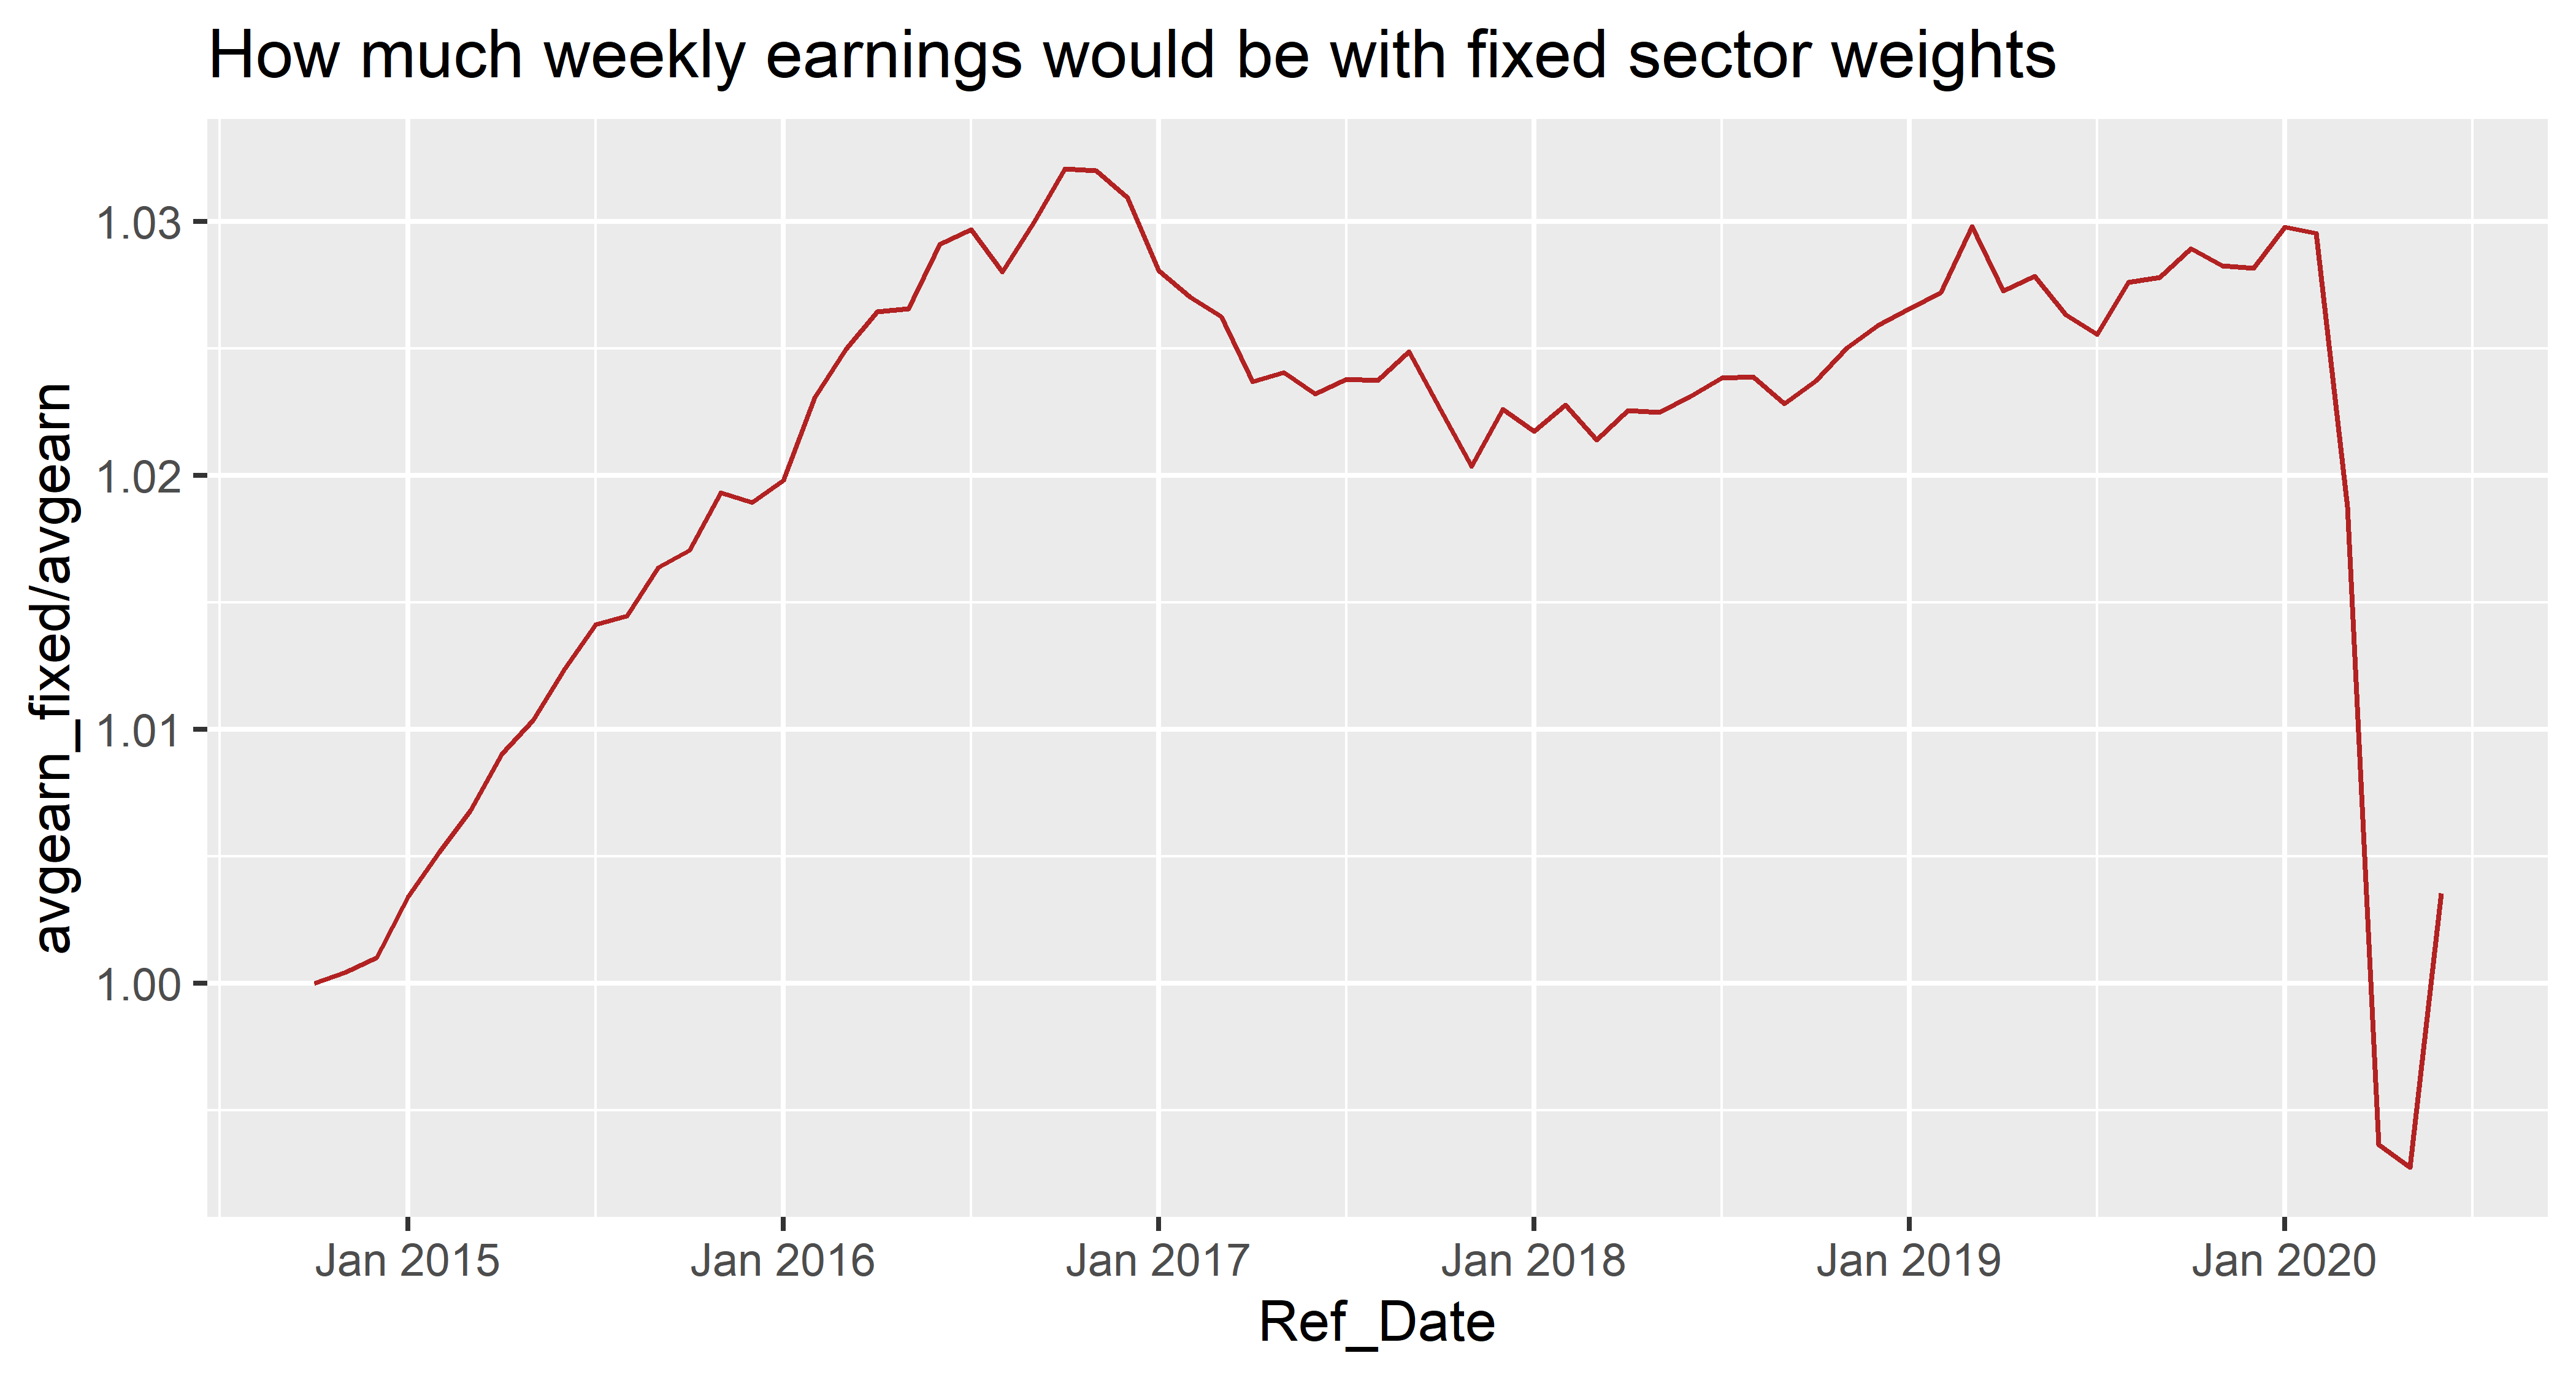 How much weekly earnings would be with fixed sector weights
avgearn_fixed/avgearn
1.03
1.02
1.01
1.00
Jan 2015
Jan 2016
Jan 2017
Jan 2018
Jan 2019
Jan 2020
Ref_Date